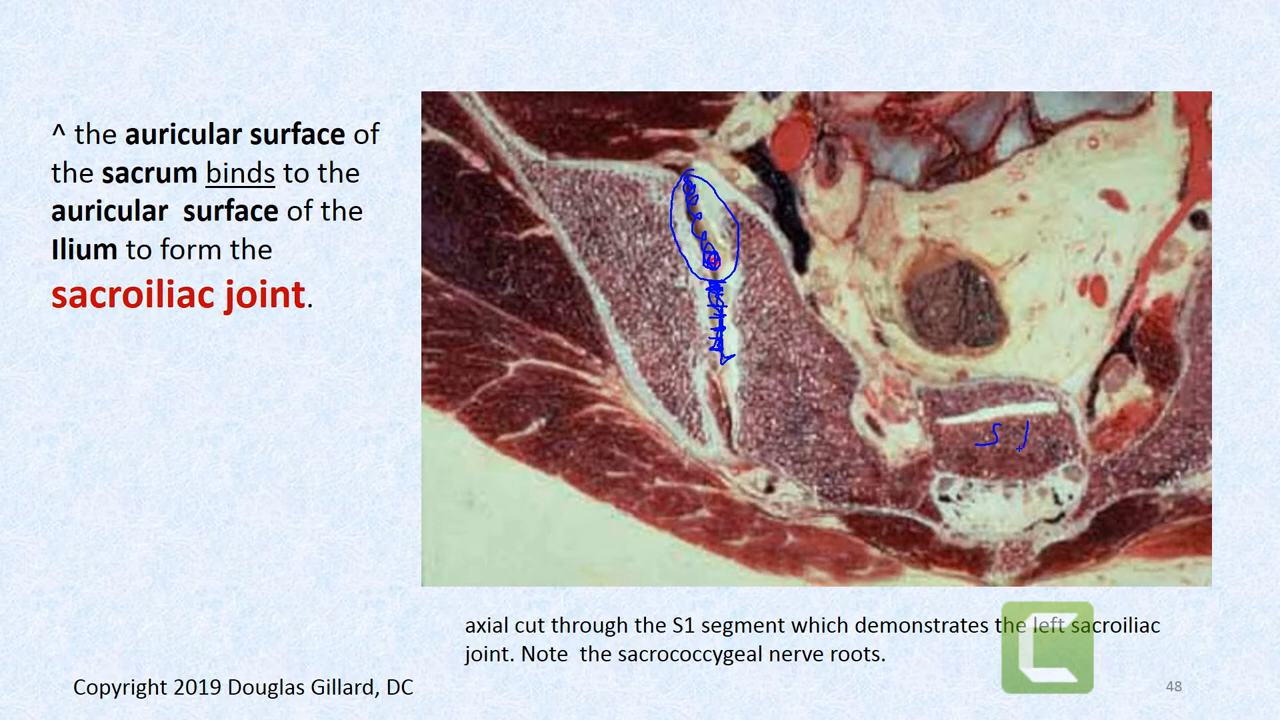 ^ the auricular surface of
the sacrum binds to the
auricular surface of the
Ilium to form the
sacroiliac joint.
S 1
axial cut through the S1 segment which demonstrates the left sacroiliac
joint. Note the sacrococcygeal nerve roots.
Copyright 2019 Douglas Gillard, DC
48